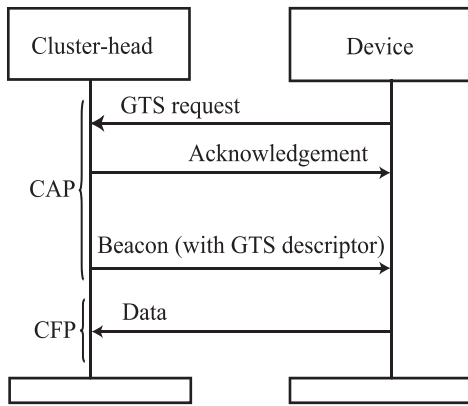 Cluster-head
Device
GTS request
Acknowledgement
CAP
Beacon (with GTS descriptor)
Data
CFP